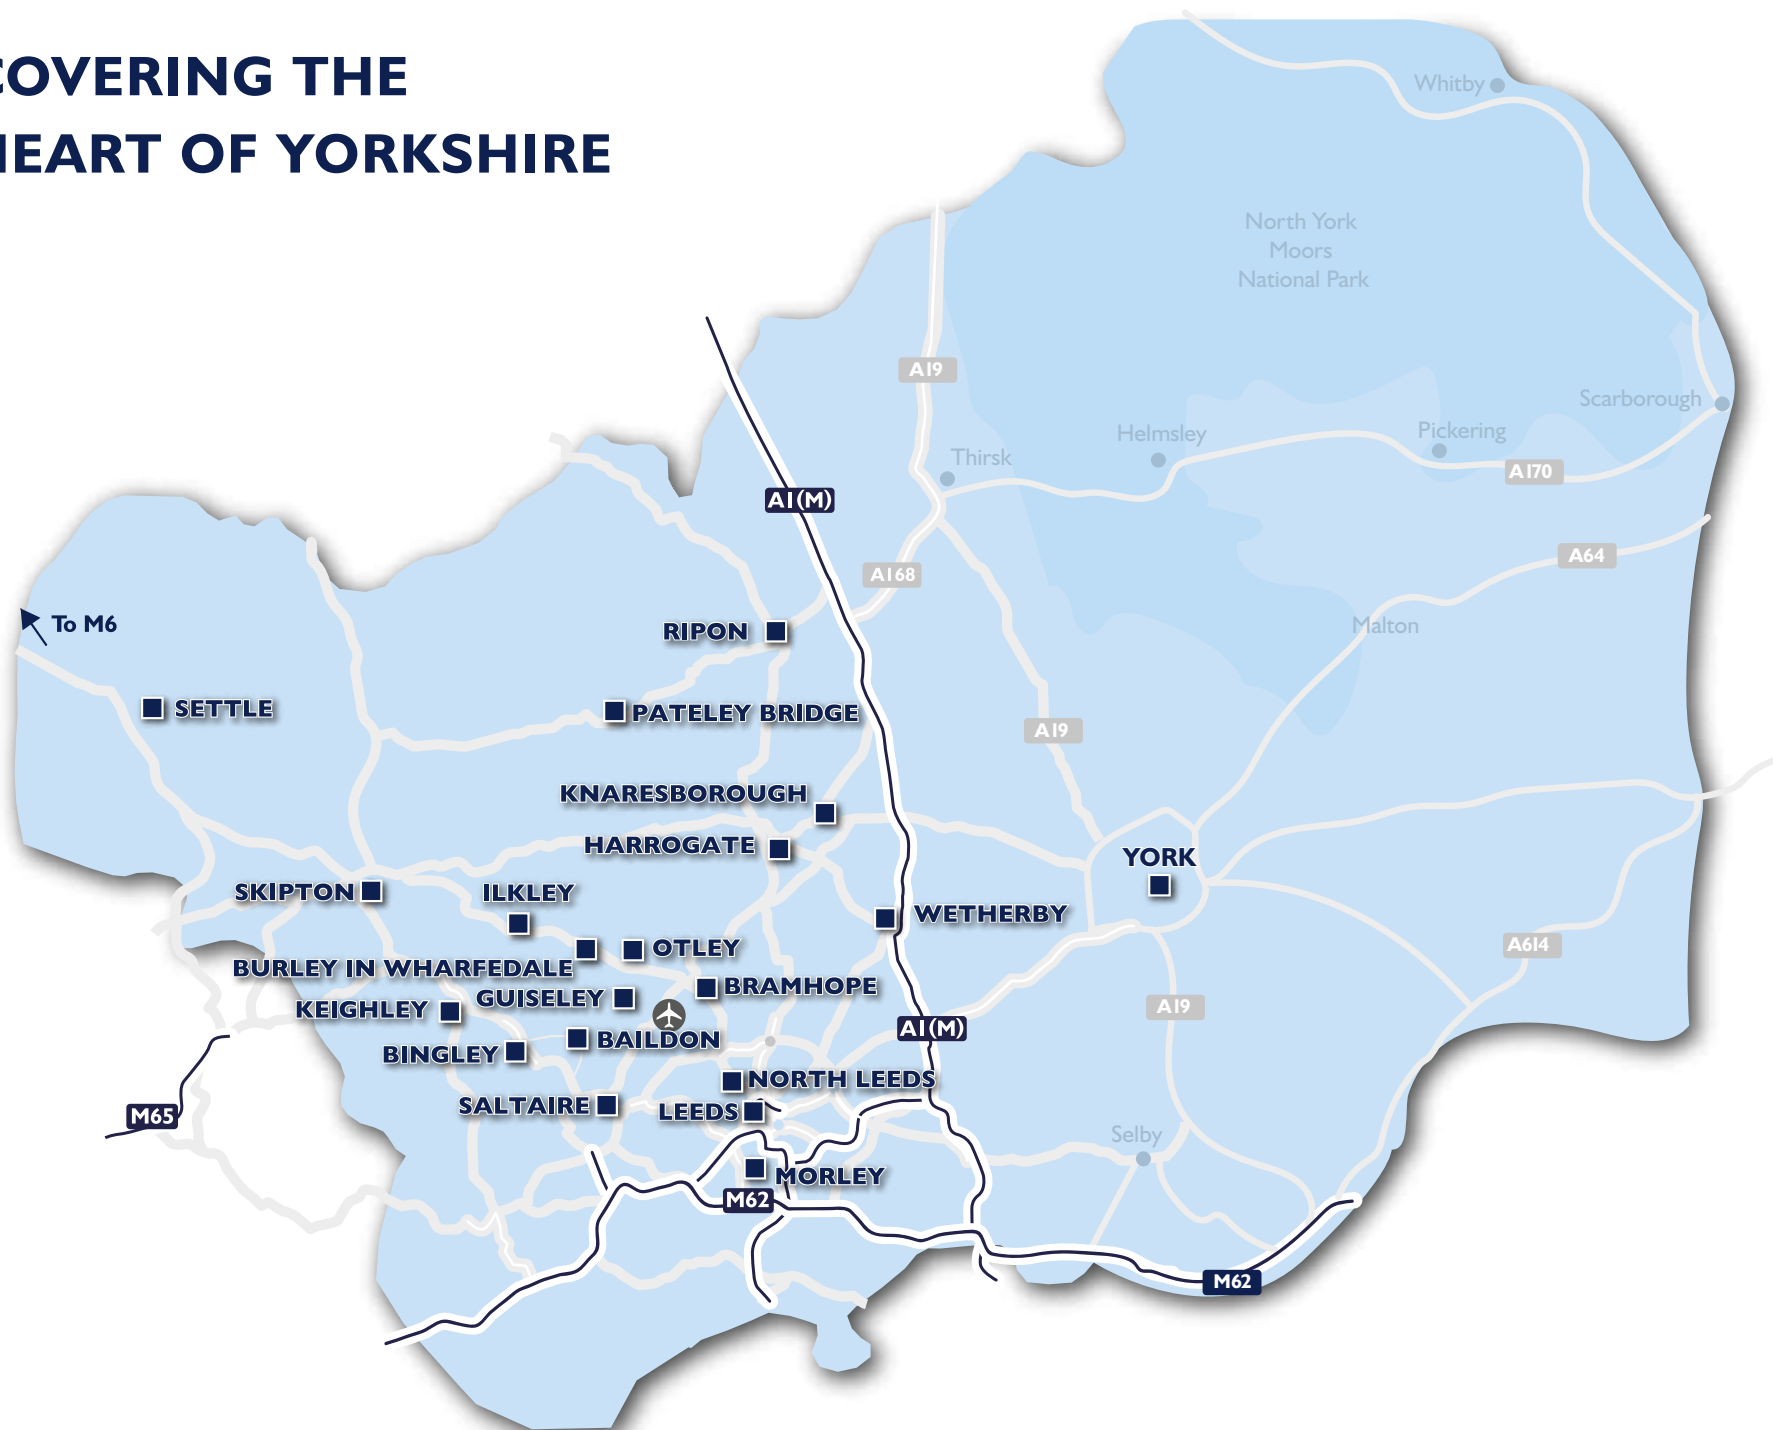 COVERING THE
HEART OF YORKSHIRE
Whitby
North York
Moors
National Park
A19
Scarborough
Helmsley
Pickering
Thirsk
A170
A1(M)
A64
A168
To M6
RIPON
Malton
SETTLE
PATELEY BRIDGE
A19
KNARESBOROUGH
HARROGATE
YORK
SKIPTON
ILKLEY
WETHERBY
OTLEY
A614
BURLEY IN WHARFEDALE
BRAMHOPE
GUISELEY
KEIGHLEY
A19
A1(M)
BAILDON
BINGLEY
NORTH LEEDS
SALTAIRE
LEEDS
M65
Selby
MORLEY
M62
M62